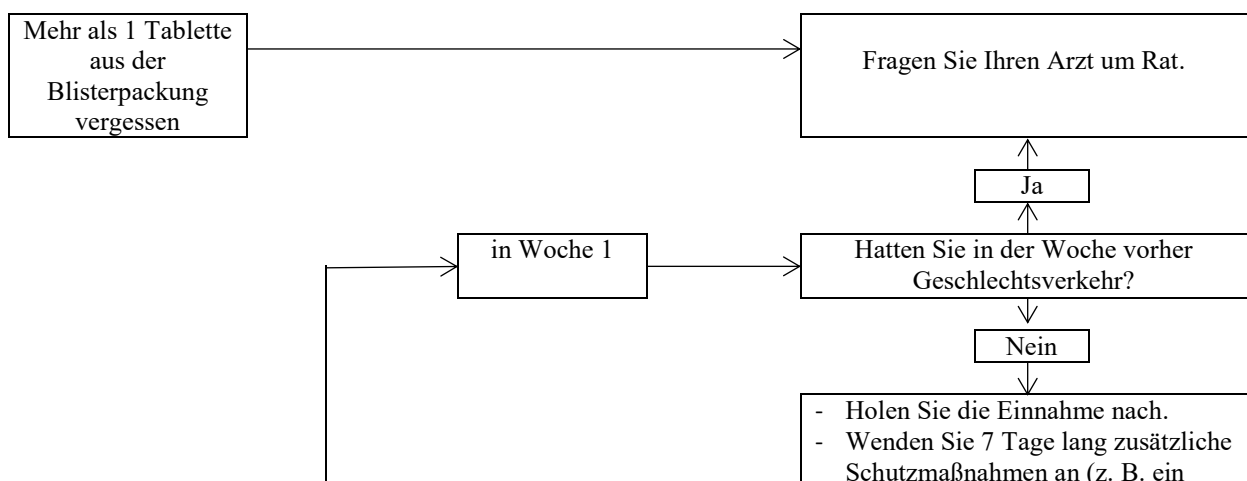 Mehr als 1 Tablette
aus der
Blisterpackung
vergessen
Fragen Sie Ihren Arzt um Rat.
Ja
in Woche 1
Hatten Sie in der Woche vorher
Geschlechtsverkehr?
Nein
- Holen Sie die Einnahme nach.
- Wenden Sie 7 Tage lang zusätzliche
Schutzmaßnahmen an (z. B. ein